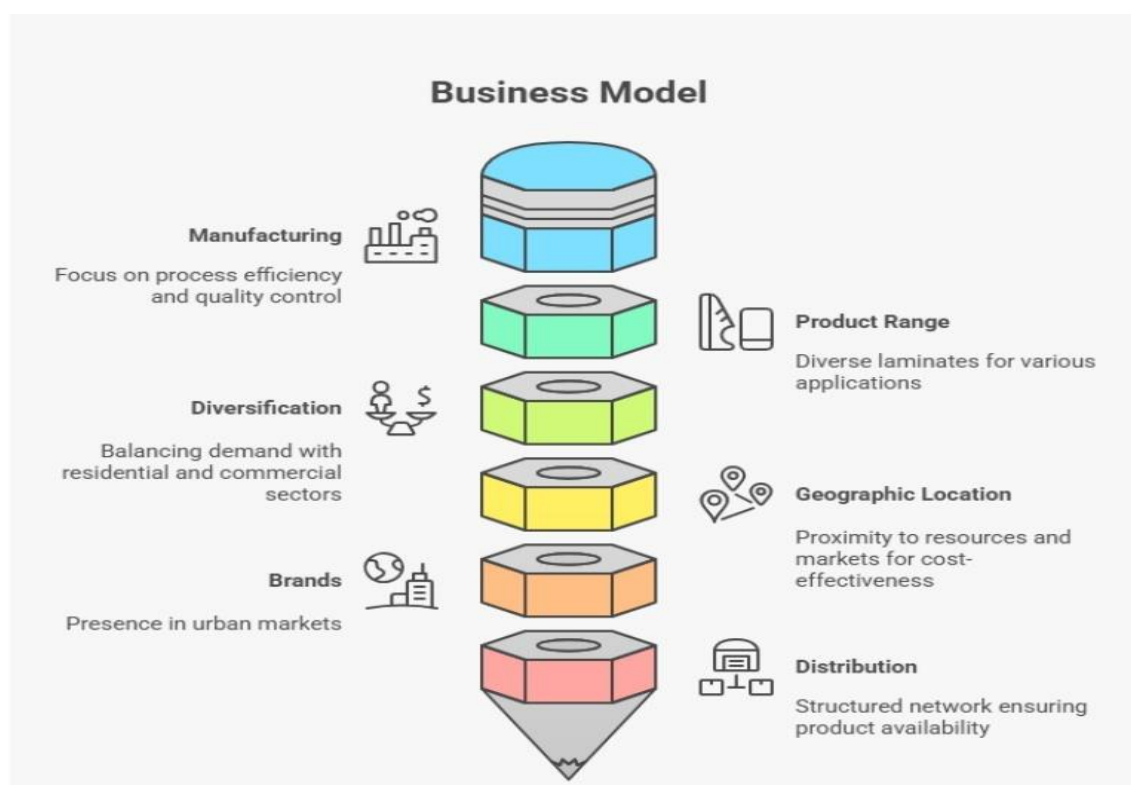 Business Model
Manufacturing
Focus on process efficiency
and quality control
Product Range
Diverse laminates for various
applications
Diversification
Balancing demand with
residential and commercial
sectors
Geographic Location
Proximity to resources and
markets for cost-
effectiveness
Brands
Presence in urban markets
Distribution
Structured network ensuring
product availability